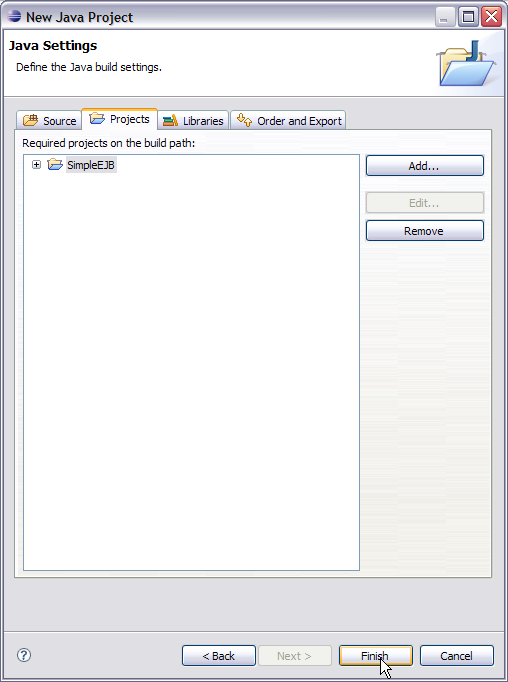 New Java Project
Java Settings
Define the Java build settings.
Source Projects Libraries Order and Export
Required projects on the build path:
SimpleEJB
Add...
Edit...
Remove
?
< Back Next > Finish Cancel